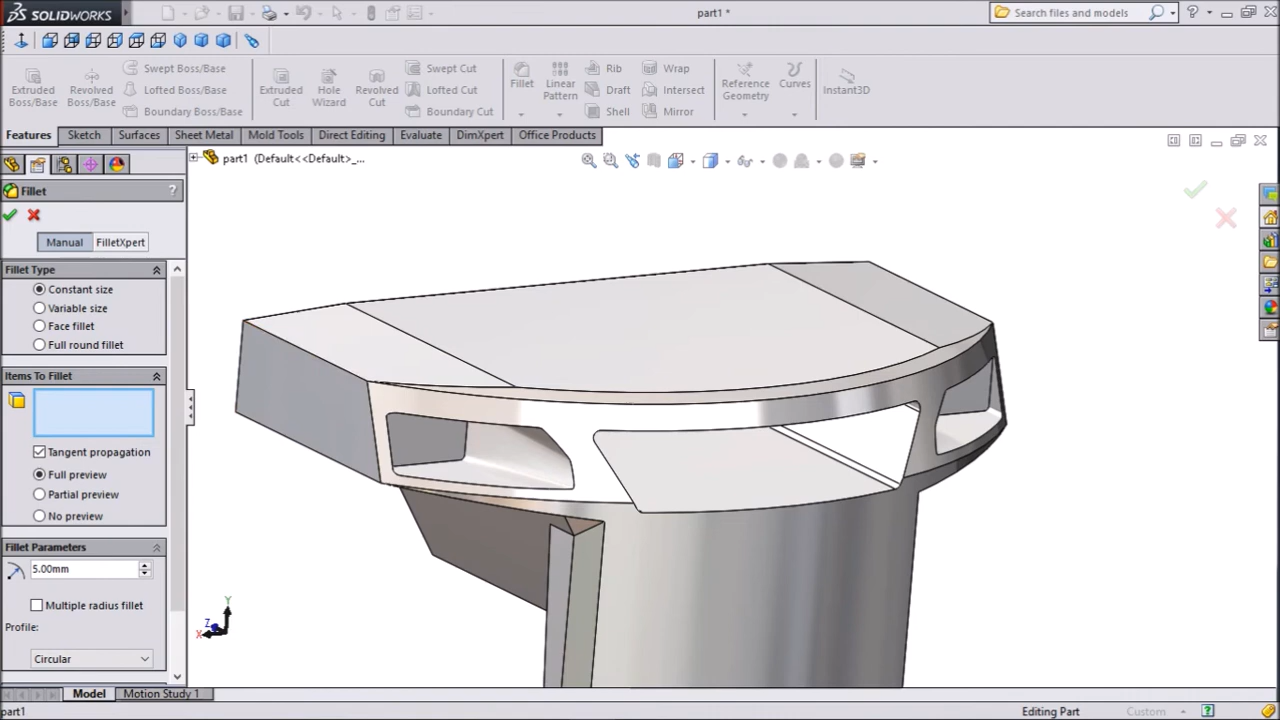 SOLIDWORKS
part1 *
Search files and models
Swept Boss/Base
Lofted Boss/Base
Boundary Boss/Base
Extruded Boss/Base
Revolved Boss/Base
Extruded Cut
Hole Wizard
Revolved Cut
Swept Cut
Lofted Cut
Boundary Cut
Fillet
Linear Pattern
Rib
Draft
Shell
Wrap
Intersect
Mirror
Reference Geometry
Curves
Instant3D
Features
Sketch
Surfaces
Sheet Metal
Mold Tools
Direct Editing
Evaluate
DimXpert
Office Products
part1 (Default<<Default>_...
Fillet
?
Manual
FilletXpert
Fillet Type
Constant size
Variable size
Face fillet
Full round fillet
Items To Fillet
Tangent propagation
Full preview
Partial preview
No preview
Fillet Parameters
5.00mm
Multiple radius fillet
Profile:
Circular
Y
Z
X
Model
Motion Study 1
part1
Editing Part
Custom
?